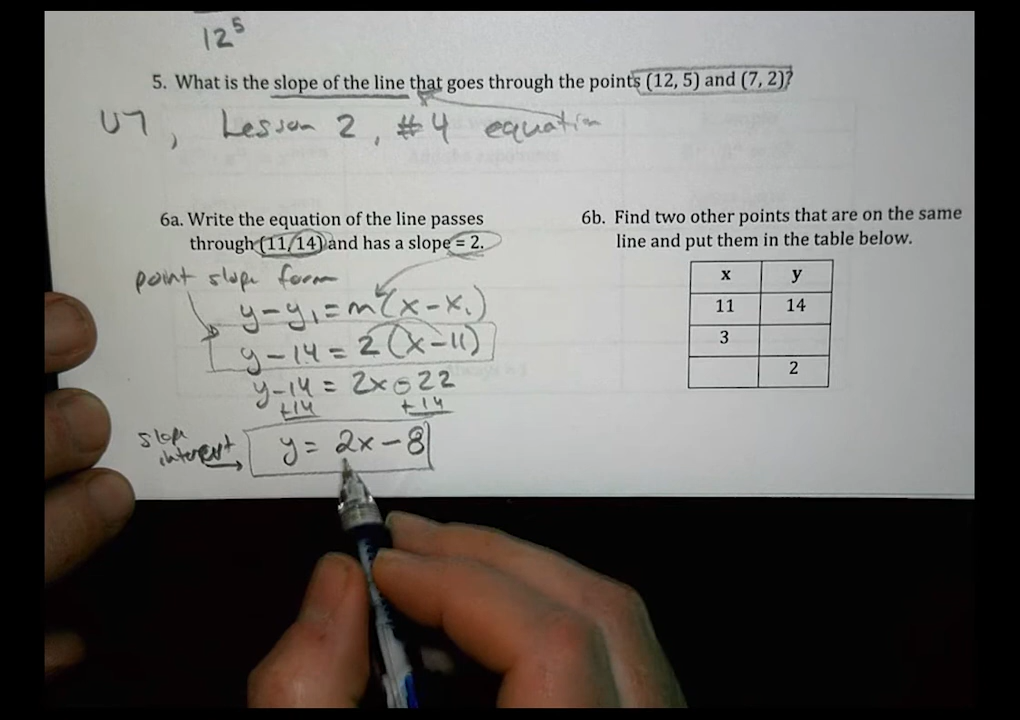 12⁵
5. What is the slope of the line that goes through the points (12, 5) and (7, 2)?
U7, Lesson 2, #4 equation
6a. Write the equation of the line passes
through (11, 14) and has a slope = 2.
point slope form
y-y₁=m(x-x₁)
y-14=2(x-11)
y-14=2x-22
+14 +14
slope
y=2x-8
6b. Find two other points that are on the same
line and put them in the table below.
x y
11 14
3
2